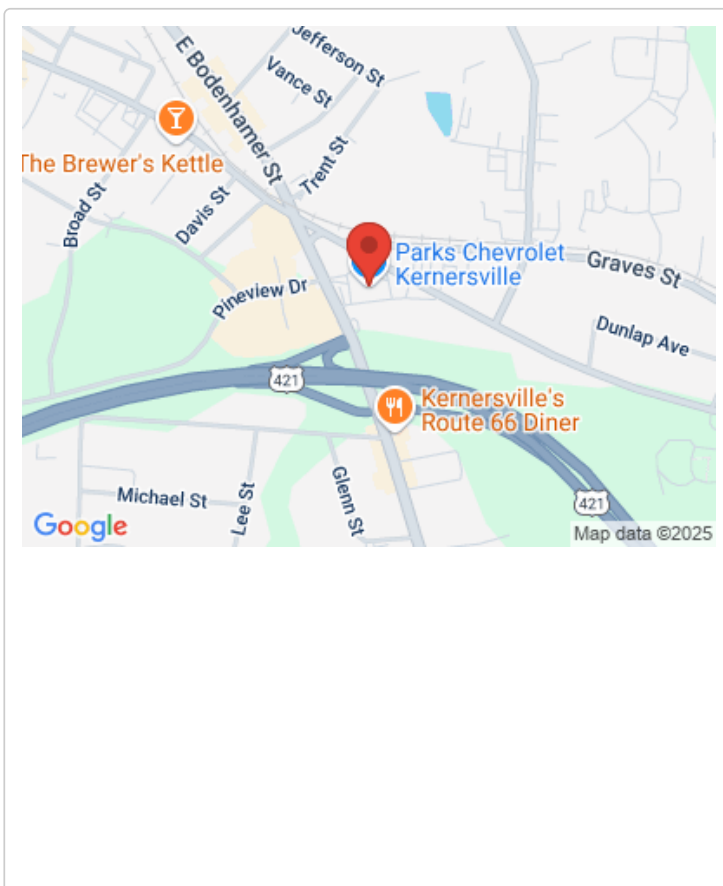 Jefferson St
E Bodenhamer St
Vance St
The Brewer's Kettle
Trent St
Broad St
Davis St
Parks Chevrolet
Kernersville
Graves St
Pineview Dr
Dunlap Ave
421
Kernersville's
Route 66 Diner
Michael St
Lee St
Glenn St
421
Google
Map data ©2025